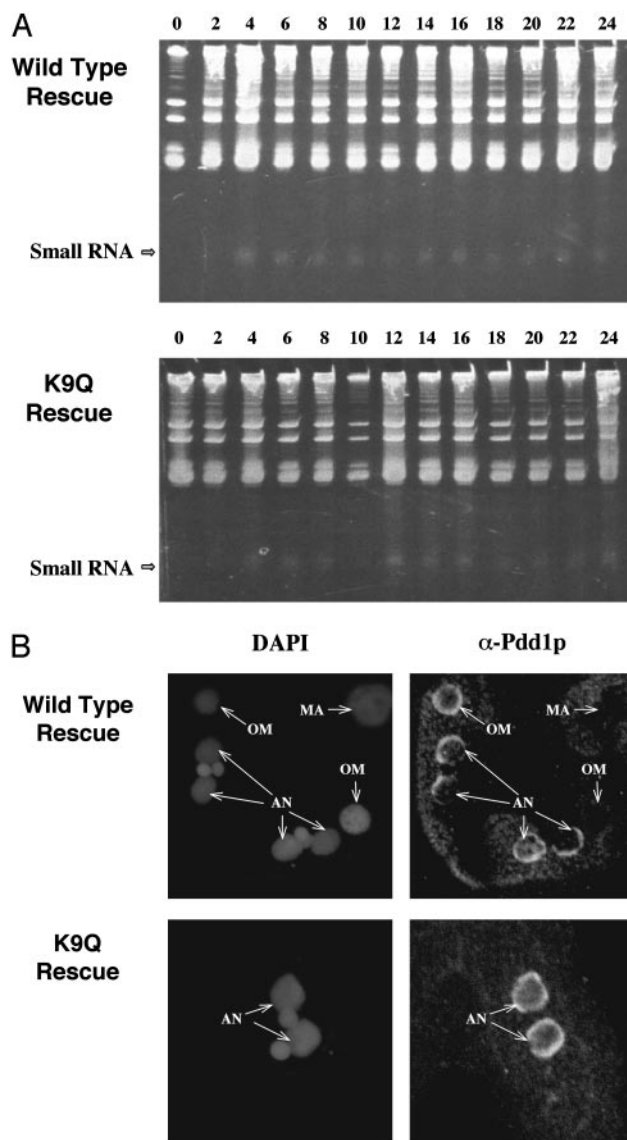 A
0 2 4 6 8 10 12 14 16 18 20 22 24
Wild Type
Rescue
Small RNA ⇨
0 2 4 6 8 10 12 14 16 18 20 22 24
K9Q
Rescue
Small RNA ⇨
B
DAPI α-Pdd1p
Wild Type
Rescue
OM MA OM AN
MA OM OM AN
K9Q
Rescue
AN AN